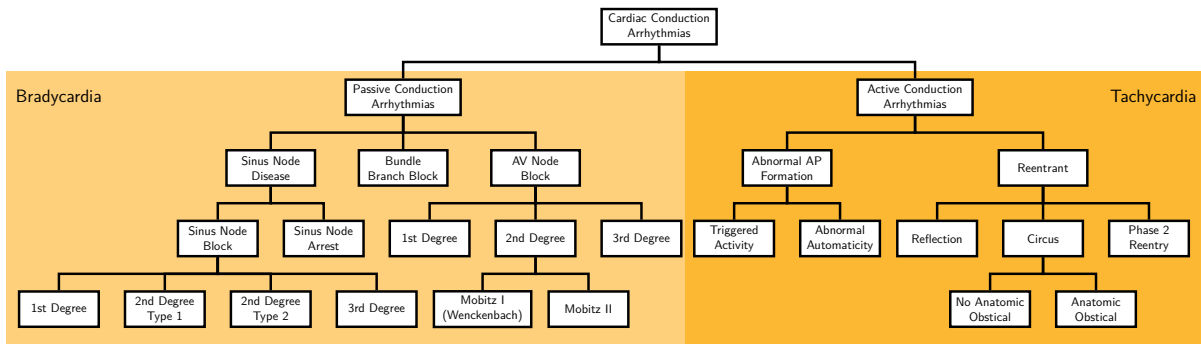 Cardiac Conduction
Arrhythmias
Bradycardia
Tachycardia
Passive Conduction
Arrhythmias
Active Conduction
Arrhythmias
Sinus Node
Disease
Bundle
Branch Block
AV Node
Block
Abnormal AP
Formation
Reentrant
Sinus Node
Block
Sinus Node
Arrest
1st Degree
2nd Degree
3rd Degree
Triggered
Activity
Abnormal
Automaticity
Reflection
Circus
Phase 2
Reentry
1st Degree
2nd Degree
Type 1
2nd Degree
Type 2
3rd Degree
Mobitz I
(Wenckenbach)
Mobitz II
No Anatomic
Obstical
Anatomic
Obstical